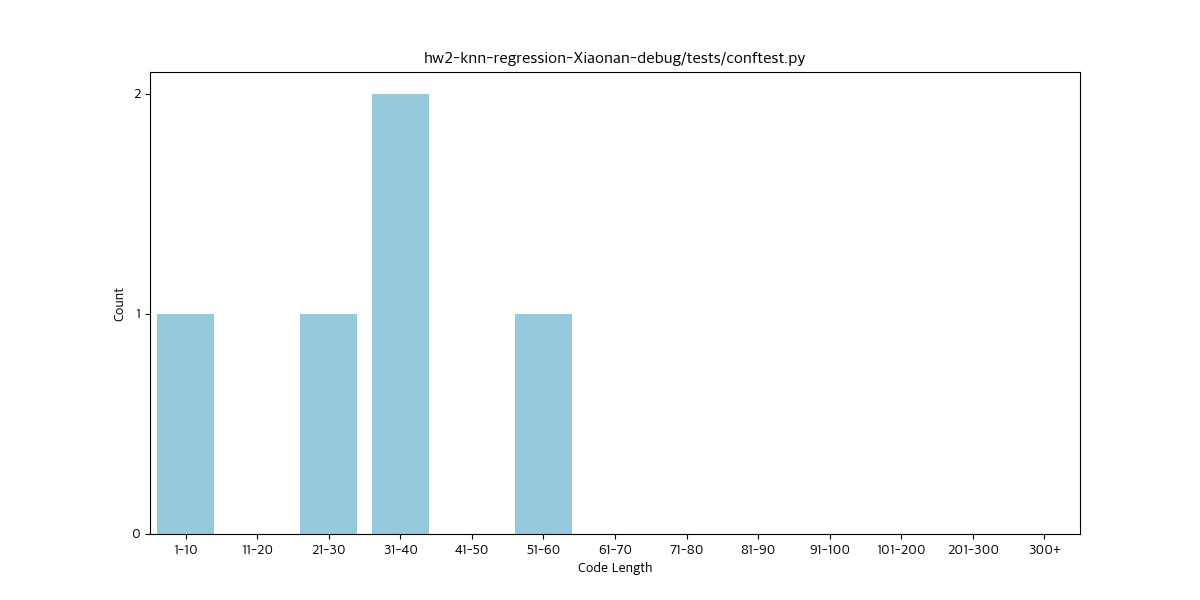 hw2-knn-regression-Xiaonan-debug/tests/conftest.py
Count
2
1
0
1-10 11-20 21-30 31-40 41-50 51-60 61-70 71-80 81-90 91-100 101-200 201-300 300+
Code Length